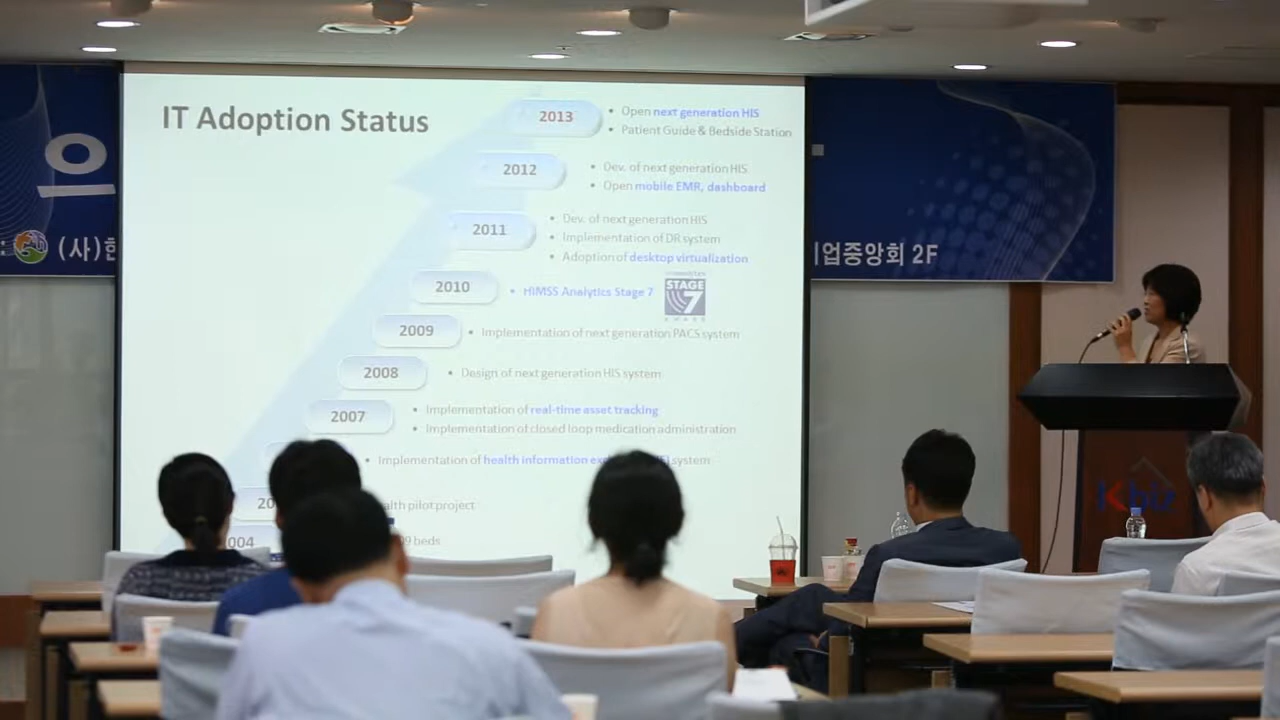 IT Adoption Status
2013
• Open next generation HIS
• Patient Guide & Bedside Station
2012
• Dev. of next generation HIS
• Open mobile EMR, dashboard
2011
• Dev. of next generation HIS
• Implementation of DR system
• Adoption of desktop virtualization
2010
• HIMSS Analytics Stage 7
STAGE
7
2009
• Implementation of next generation PACS system
2008
• Design of next generation HIS system
2007
• Implementation of real-time asset tracking
• Implementation of closed loop medication administration
• Implementation of health information system
pilot project
beds
으
(사)한
업중앙회 2F
Kbiz